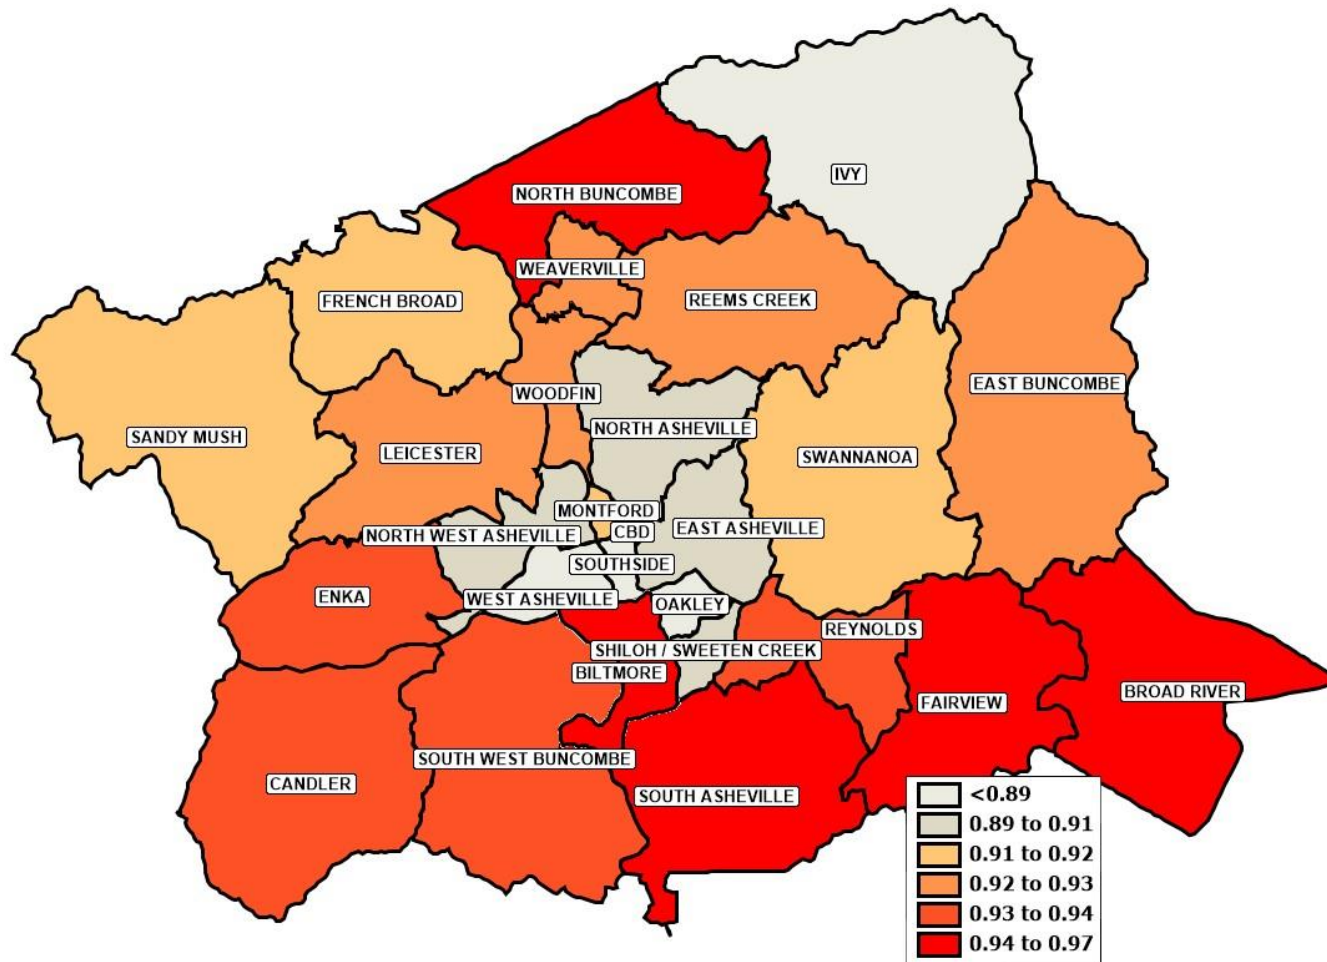 IVY
NORTH BUNCOMBE
WEAVERVILLE
FRENCH BROAD
REEMS CREEK
EAST BUNCOMBE
WOODFIN
NORTH ASHEVILLE
SANDY MUSH
LEICESTER
SWANNANOA
MONTFORD
EAST ASHEVILLE
NORTH WEST ASHEVILLE
CBD
SOUTHSIDE
ENKA
WEST ASHEVILLE
OAKLEY
REYNOLDS
SHILOH / SWEETEN CREEK
BILTMORE
BROAD RIVER
FAIRVIEW
SOUTH WEST BUNCOMBE
CANDLER
SOUTH ASHEVILLE
<0.89
0.89 to 0.91
0.91 to 0.92
0.92 to 0.93
0.93 to 0.94
0.94 to 0.97